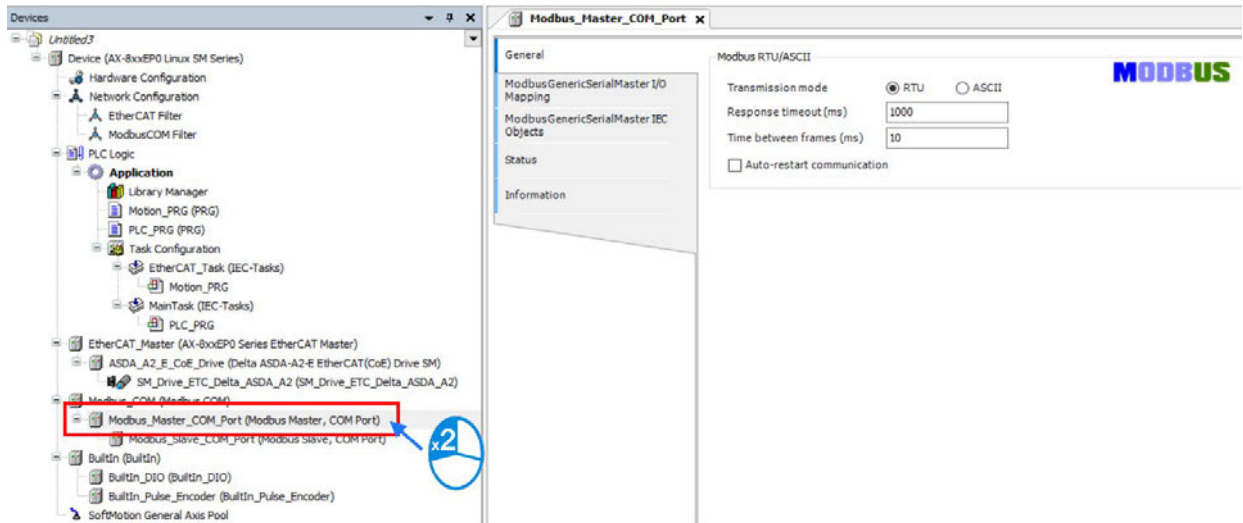 Devices
Untitled3
Device (AX-8xxEP0 Linux SM Series)
Hardware Configuration
Network Configuration
EtherCAT Filter
ModbusCOM Filter
PLC Logic
Application
Library Manager
Motion_PRG (PRG)
PLC_PRG (PRG)
Task Configuration
EtherCAT_Task (IEC-Tasks)
Motion_PRG
MainTask (IEC-Tasks)
PLC_PRG
EtherCAT_Master (AX-8xxEP0 Series EtherCAT Master)
ASDA_A2_E_CoE_Drive (Delta ASDA-A2-E EtherCAT(CoE) Drive SM)
SM_Drive_ETC_Delta_ASDA_A2 (SM_Drive_ETC_Delta_ASDA_A2)
Modbus_COM (Modbus COM)
Modbus_Master_COM_Port (Modbus Master, COM Port)
Modbus_Slave_COM_Port (Modbus Slave, COM Port)
BuiltIn (BuiltIn)
BuiltIn_DIO (BuiltIn_DIO)
BuiltIn_Pulse_Encoder (BuiltIn_Pulse_Encoder)
SoftMotion General Axis Pool
x2
Modbus_Master_COM_Port
General
ModbusGenericSerialMaster I/O
Mapping
ModbusGenericSerialMaster IEC
Objects
Status
Information
Modbus RTU/ASCII
MODBUS
Transmission mode RTU ASCII
Response timeout (ms) 1000
Time between frames (ms) 10
Auto-restart communication